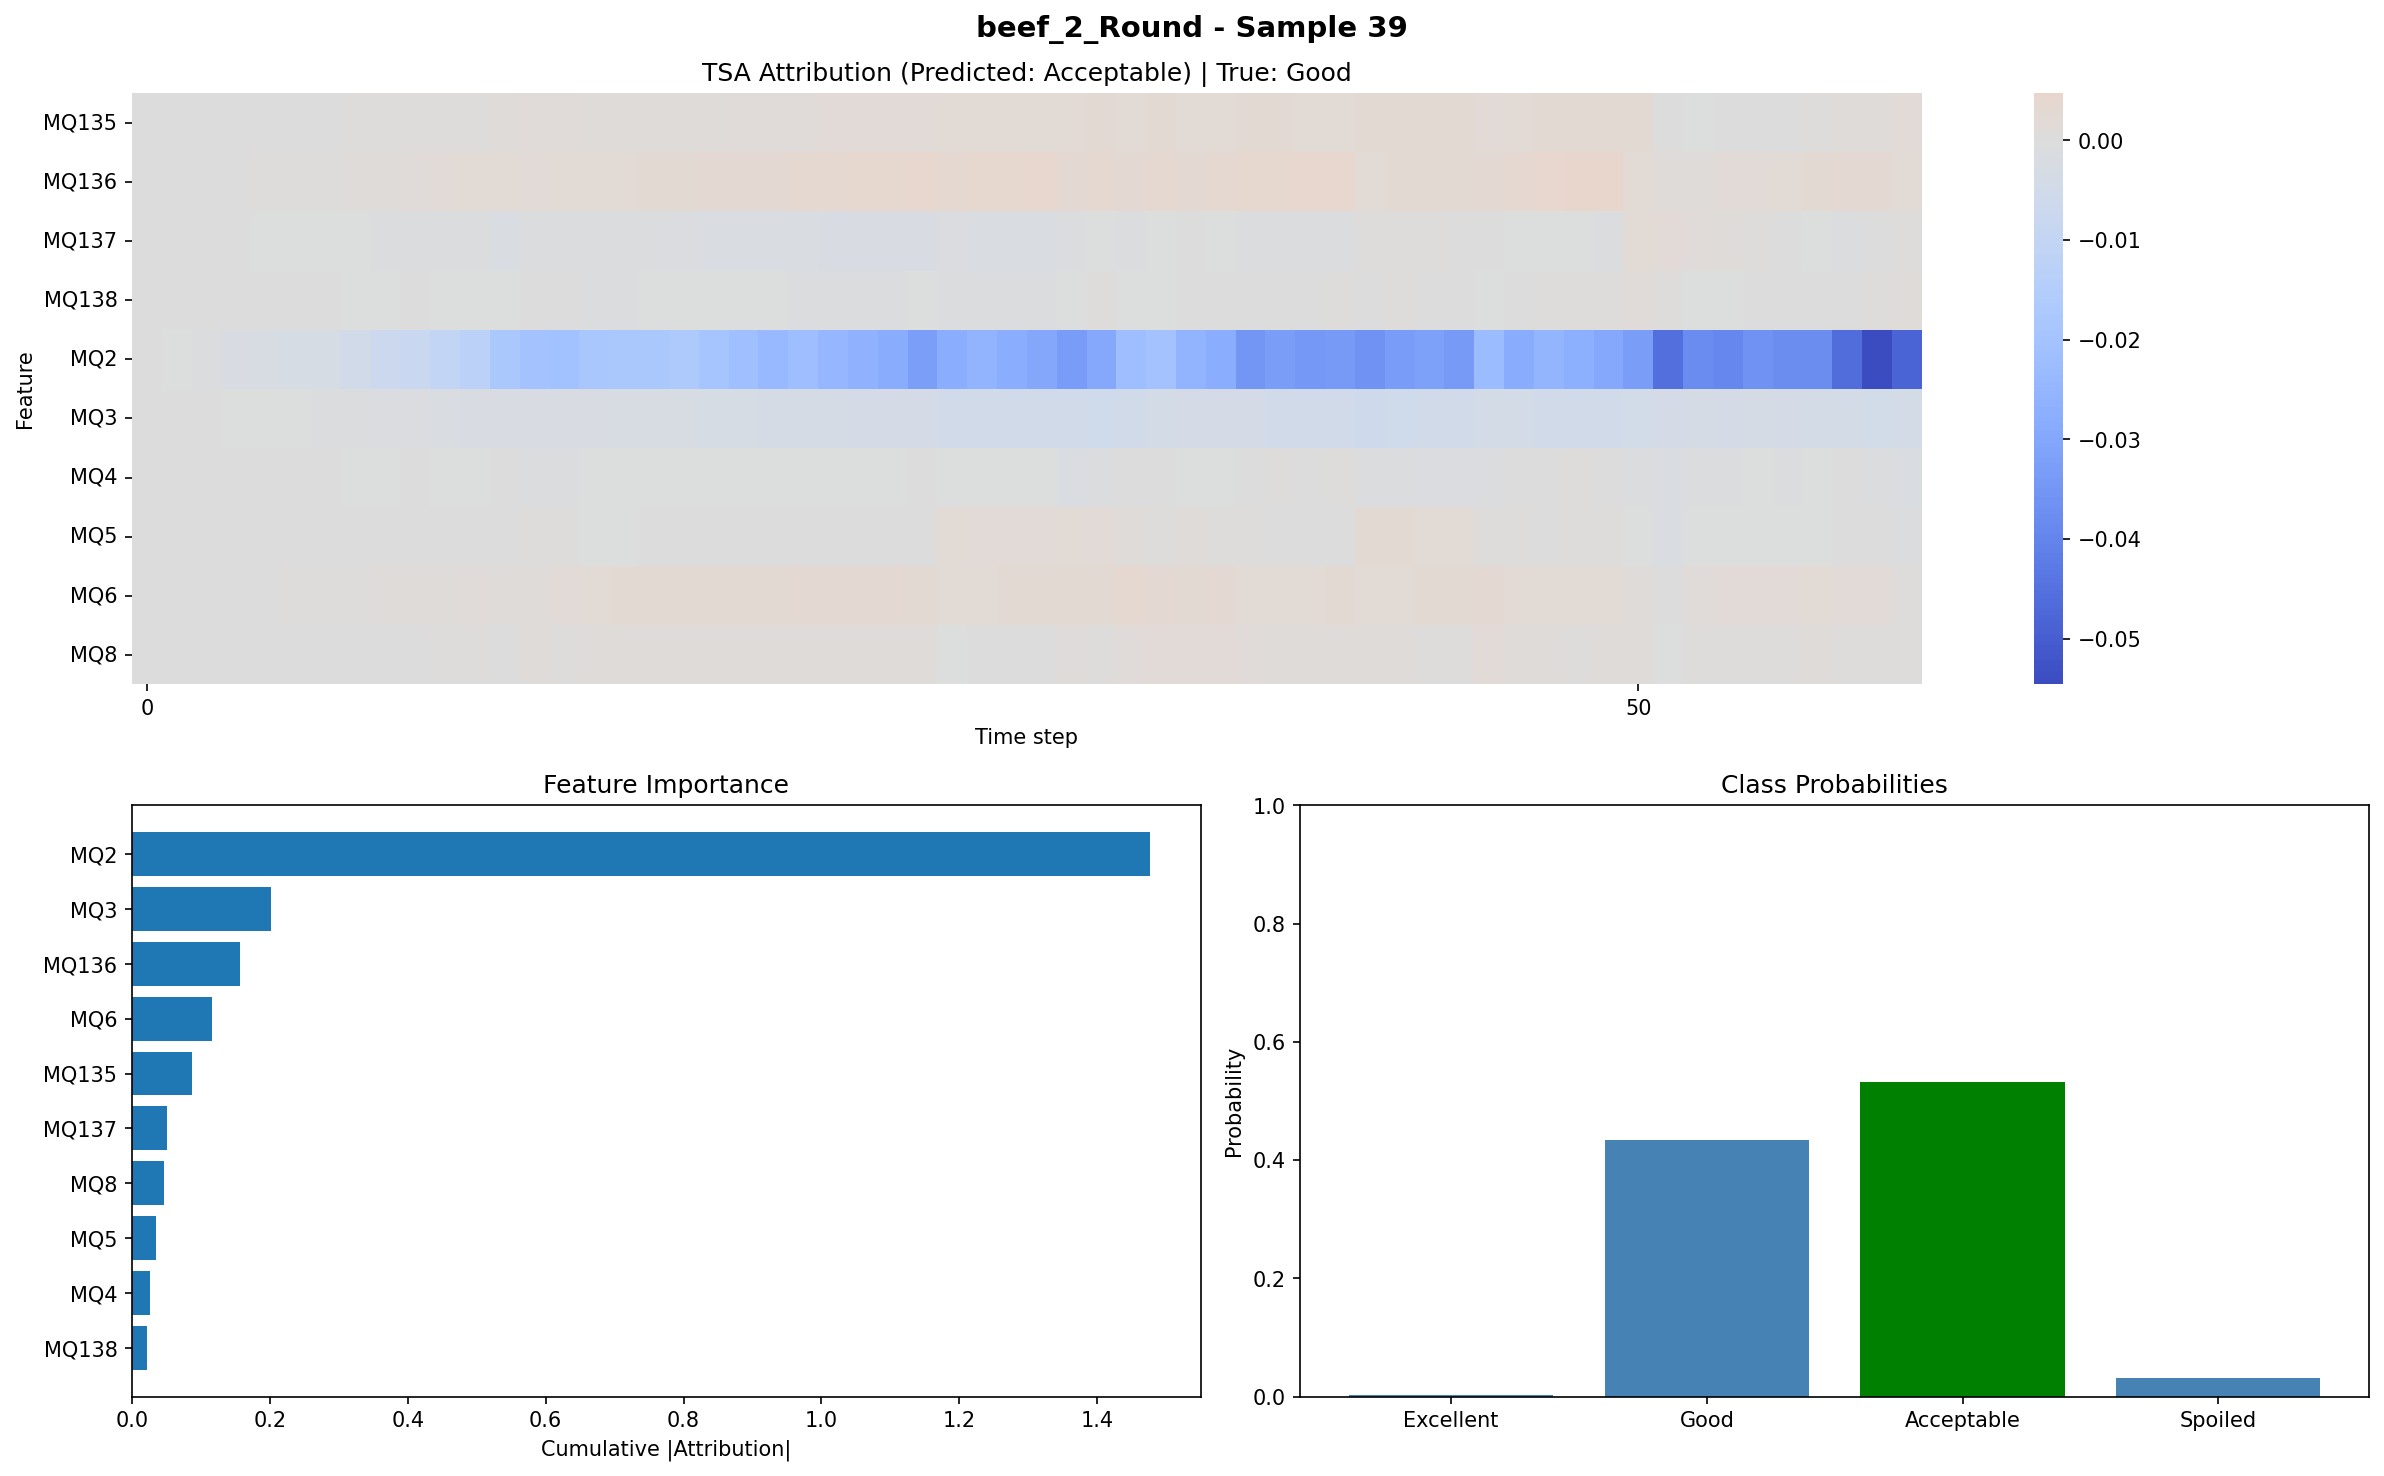 beef_2_Round - Sample 39
TSA Attribution (Predicted: Acceptable) | True: Good
Feature
MQ135
MQ136
MQ137
MQ138
MQ2
MQ3
MQ4
MQ5
MQ6
MQ8
0
50
Time step
0.00
−0.01
−0.02
−0.03
−0.04
−0.05
Feature Importance
MQ2
MQ3
MQ136
MQ6
MQ135
MQ137
MQ8
MQ5
MQ4
MQ138
0.0 0.2 0.4 0.6 0.8 1.0 1.2 1.4
Cumulative |Attribution|
Class Probabilities
Probability
1.0
0.8
0.6
0.4
0.2
0.0
Excellent Good Acceptable Spoiled